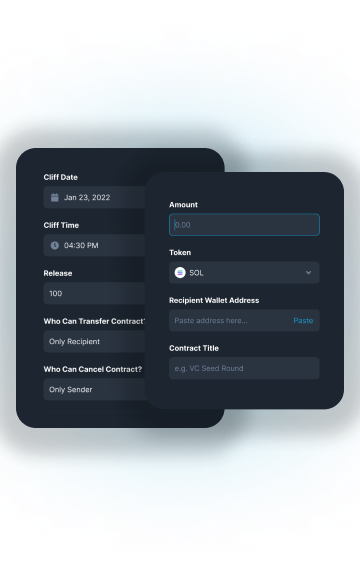 Cliff Date
Jan 23, 2022
Cliff Time
04:30 PM
Release
100
Who Can Transfer Contract?
Only Recipient
Who Can Cancel Contract?
Only Sender
Amount
0.00
Token
SOL
Recipient Wallet Address
Paste address here... Paste
Contract Title
e.g. VC Seed Round